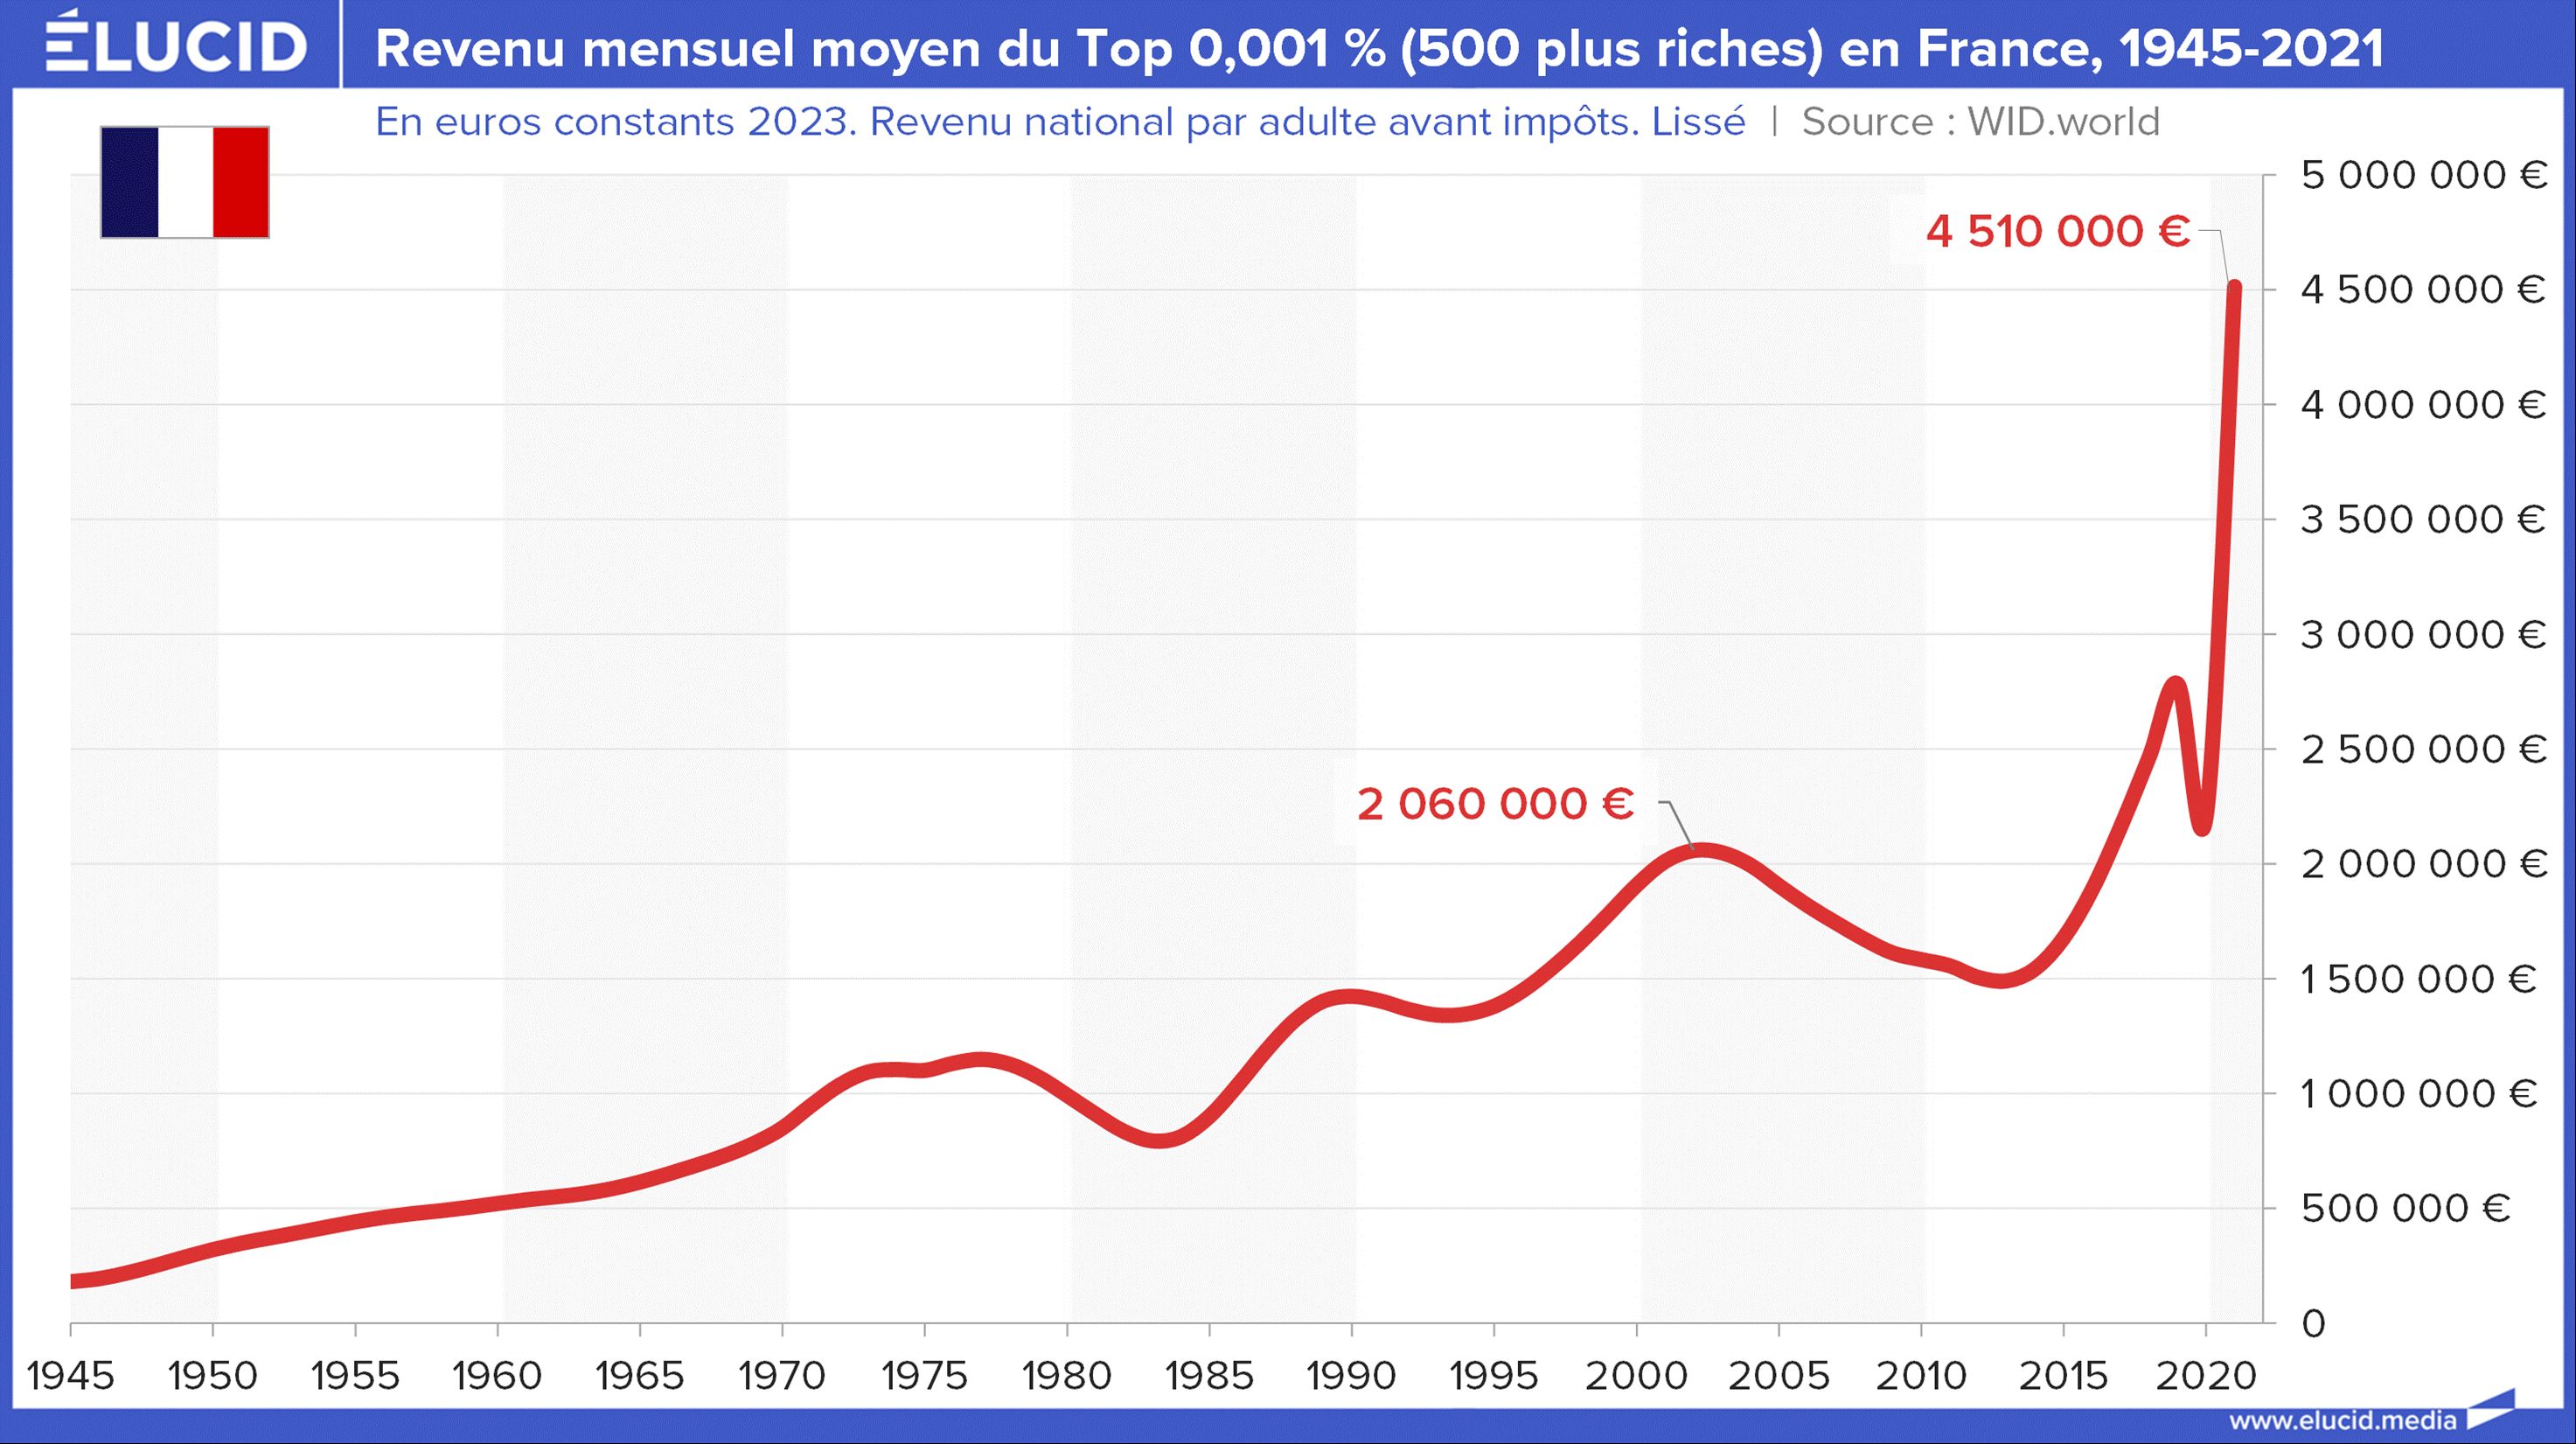 ÉLUCID
Revenu mensuel moyen du Top 0,001 % (500 plus riches) en France, 1945-2021
En euros constants 2023. Revenu national par adulte avant impôts. Lissé | Source : WID.world
5 000 000 €
4 510 000 €
4 500 000 €
4 000 000 €
3 500 000 €
3 000 000 €
2 500 000 €
2 060 000 €
2 000 000 €
1 500 000 €
1 000 000 €
500 000 €
0
1945 1950 1955 1960 1965 1970 1975 1980 1985 1990 1995 2000 2005 2010 2015 2020
www.elucid.media